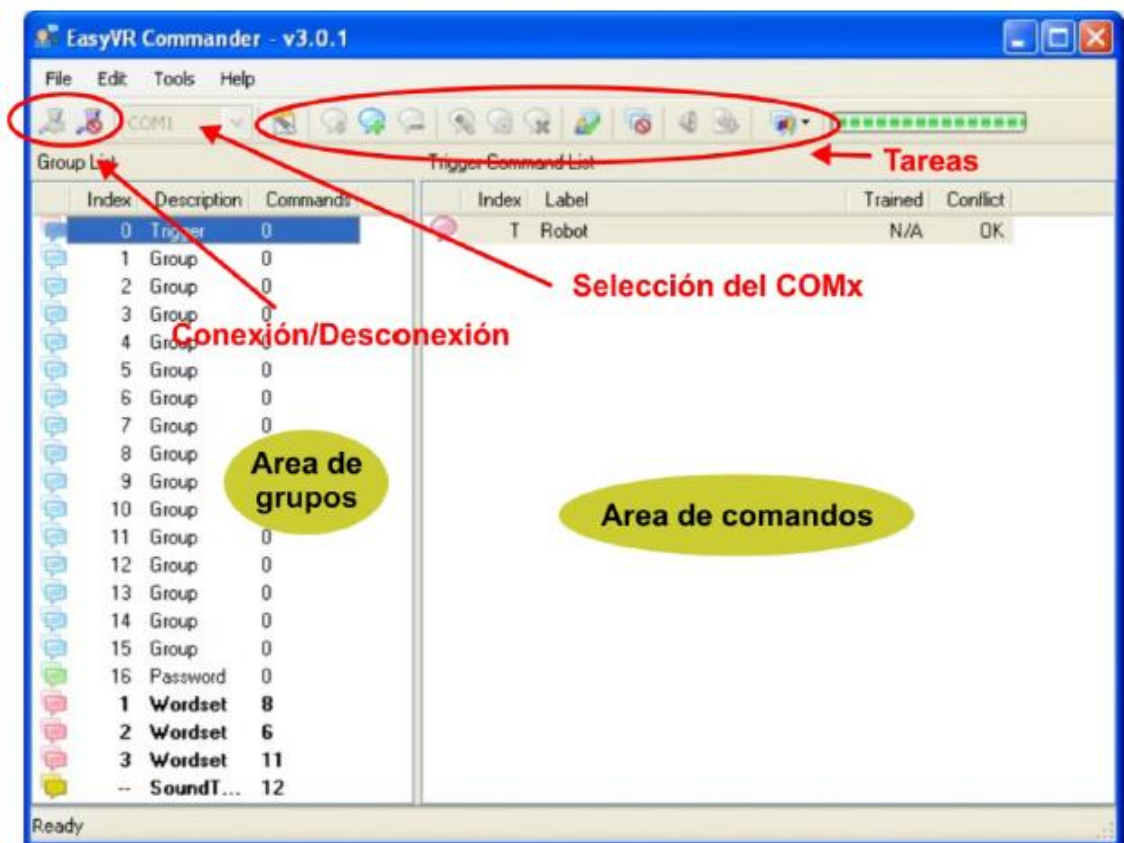 EasyVR Commander - v3.0.1
File Edit Tools Help
COM1
Tareas
Group List Trigger Command List
Index Description Commands Index Label Trained Conflict
0 Trigger 0 T Robot N/A OK
1 Group 0
2 Group 0
Selección del COMx
3 Group 0
Conexión/Desconexión
4 Group 0
5 Group 0
6 Group 0
7 Group 0
8 Group
Area de grupos
9 Group
10 Group
Area de comandos
11 Group 0
12 Group 0
13 Group 0
14 Group 0
15 Group 0
16 Password 0
1 Wordset 8
2 Wordset 6
3 Wordset 11
-- SoundT... 12
Ready